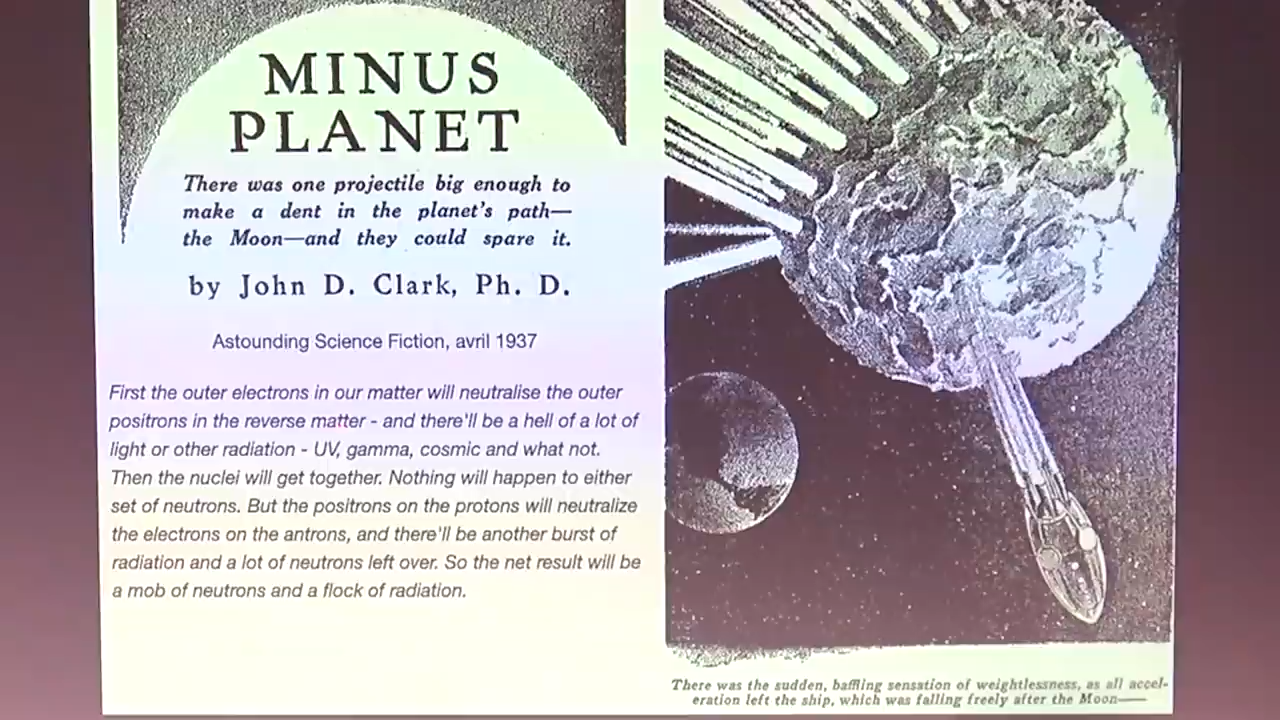 MINUS
PLANET
There was one projectile big enough to
make a dent in the planet's path—
the Moon—and they could spare it.
by John D. Clark, Ph. D.
Astounding Science Fiction, avril 1937
First the outer electrons in our matter will neutralise the outer
positrons in the reverse matter - and there'll be a hell of a lot of
light or other radiation - UV, gamma, cosmic and what not.
Then the nuclei will get together. Nothing will happen to either
set of neutrons. But the positrons on the protons will neutralize
the electrons on the antrons, and there'll be another burst of
radiation and a lot of neutrons left over. So the net result will be
a mob of neutrons and a flock of radiation.
There was the sudden, baffling sensation of weightlessness, as all accel-
eration left the ship, which was falling freely after the Moon——